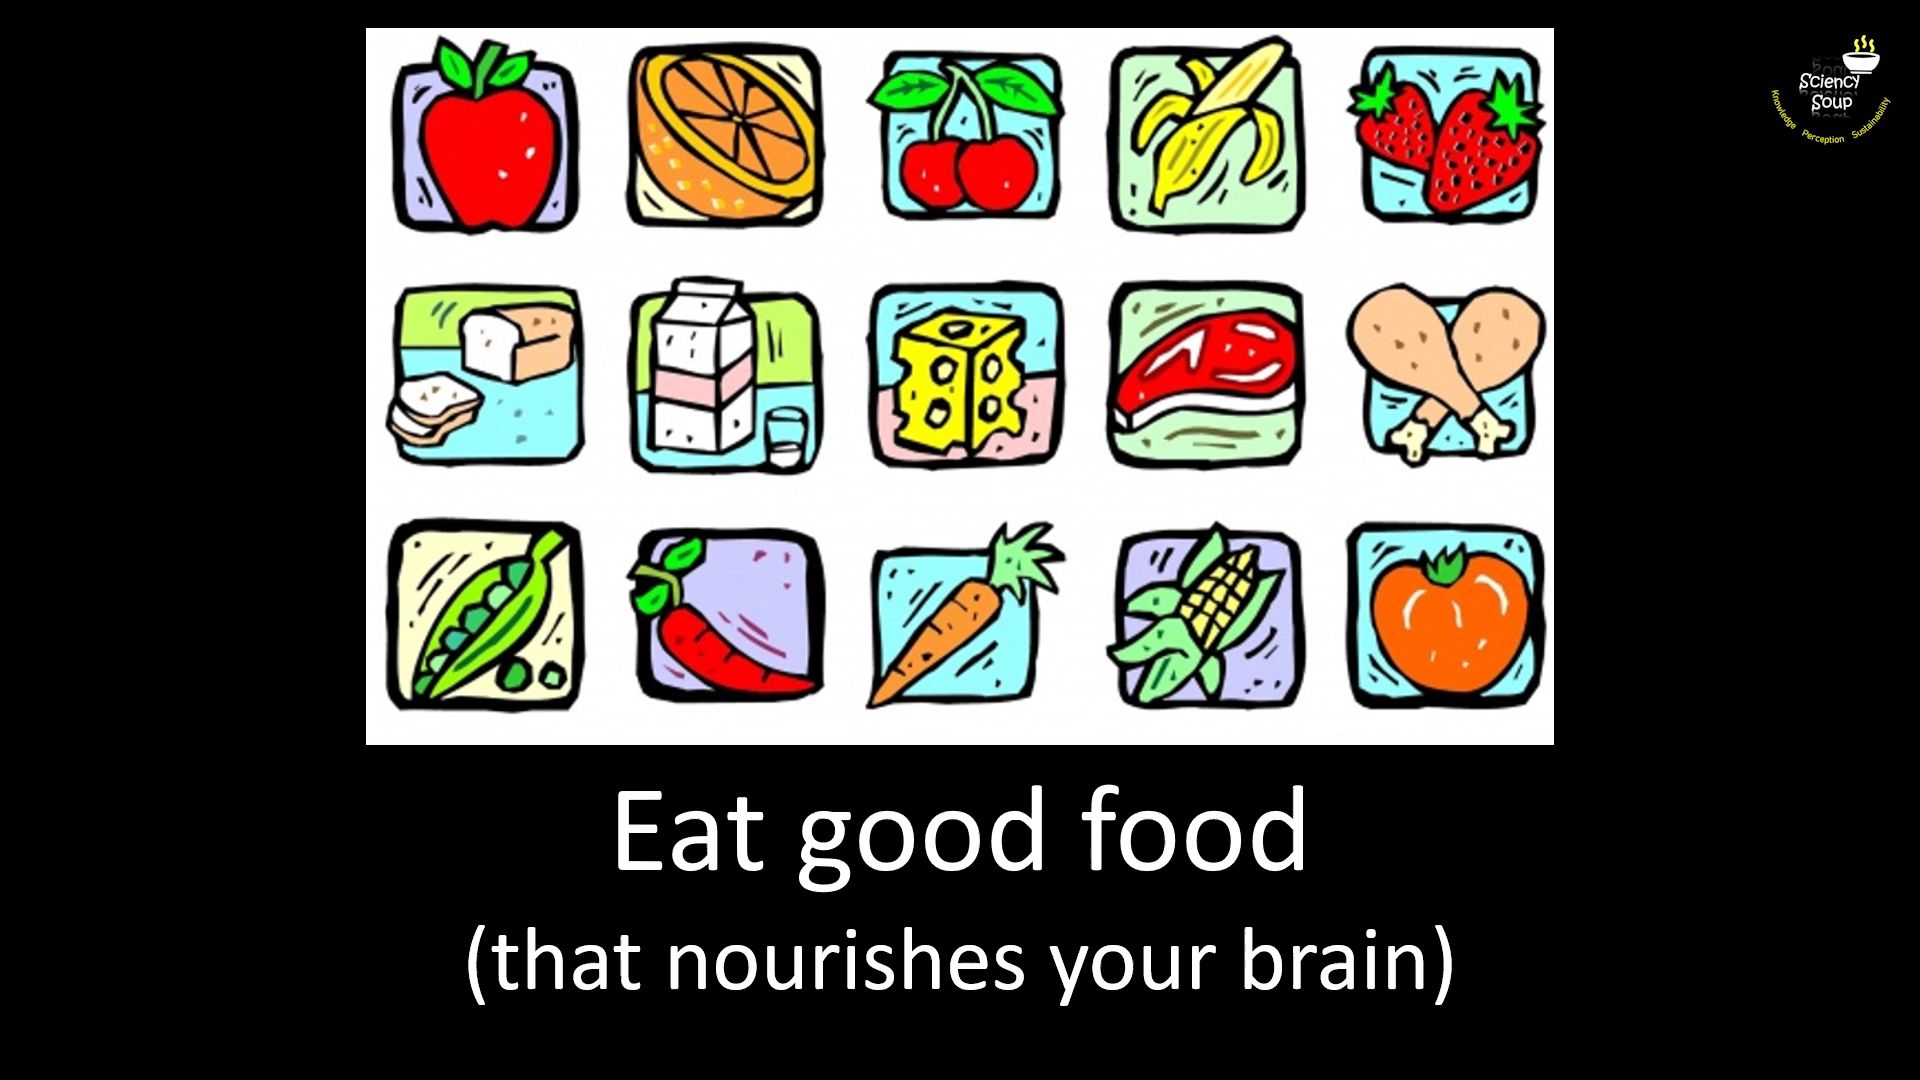 Sciency
Soup
Knowledge Perception Sustainability
Eat good food
(that nourishes your brain)